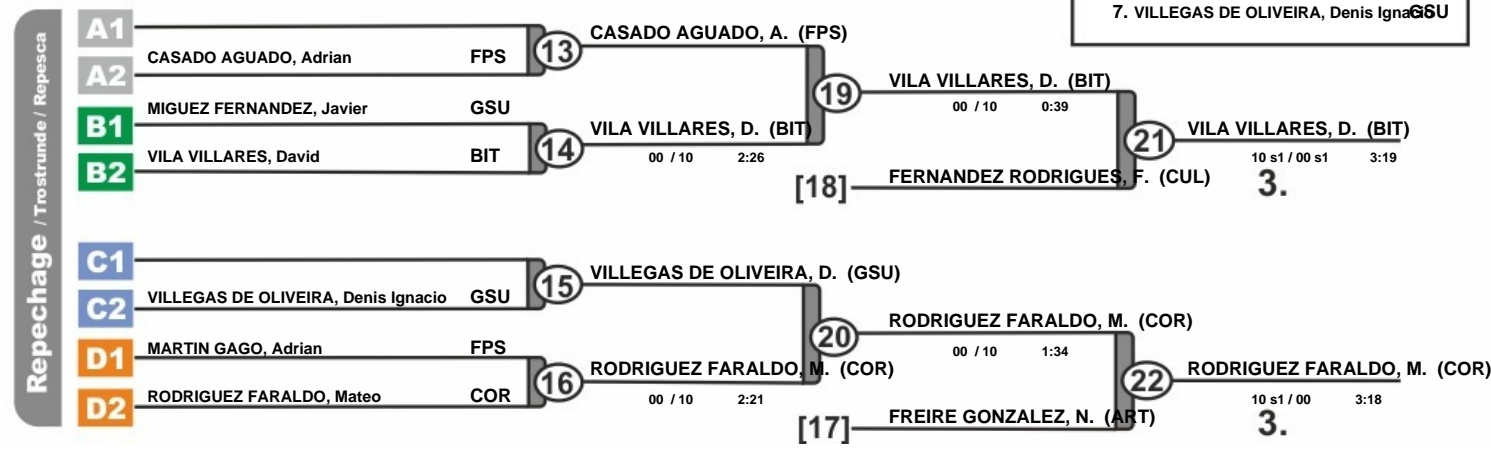 7. VILLEGAS DE OLIVEIRA, Denis Ignacio GSU
Repechage / Trostrunde / Repesca
A1
CASADO AGUADO, Adrian FPS
A2
13
CASADO AGUADO, A. (FPS)
MIGUEZ FERNANDEZ, Javier GSU
B1
VILA VILLARES, David BIT
B2
14
VILA VILLARES, D. (BIT)
00 / 10 2:26
19
VILA VILLARES, D. (BIT)
00 / 10 0:39
[18]
FERNANDEZ RODRIGUES, F. (CUL)
21
VILA VILLARES, D. (BIT)
10 s1 / 00 s1 3:19
3.
C1
VILLEGAS DE OLIVEIRA, Denis Ignacio GSU
C2
15
VILLEGAS DE OLIVEIRA, D. (GSU)
MARTIN GAGO, Adrian FPS
D1
RODRIGUEZ FARALDO, Mateo COR
D2
16
RODRIGUEZ FARALDO, M. (COR)
00 / 10 2:21
20
RODRIGUEZ FARALDO, M. (COR)
00 / 10 1:34
[17]
FREIRE GONZALEZ, N. (ART)
22
RODRIGUEZ FARALDO, M. (COR)
10 s1 / 00 3:18
3.